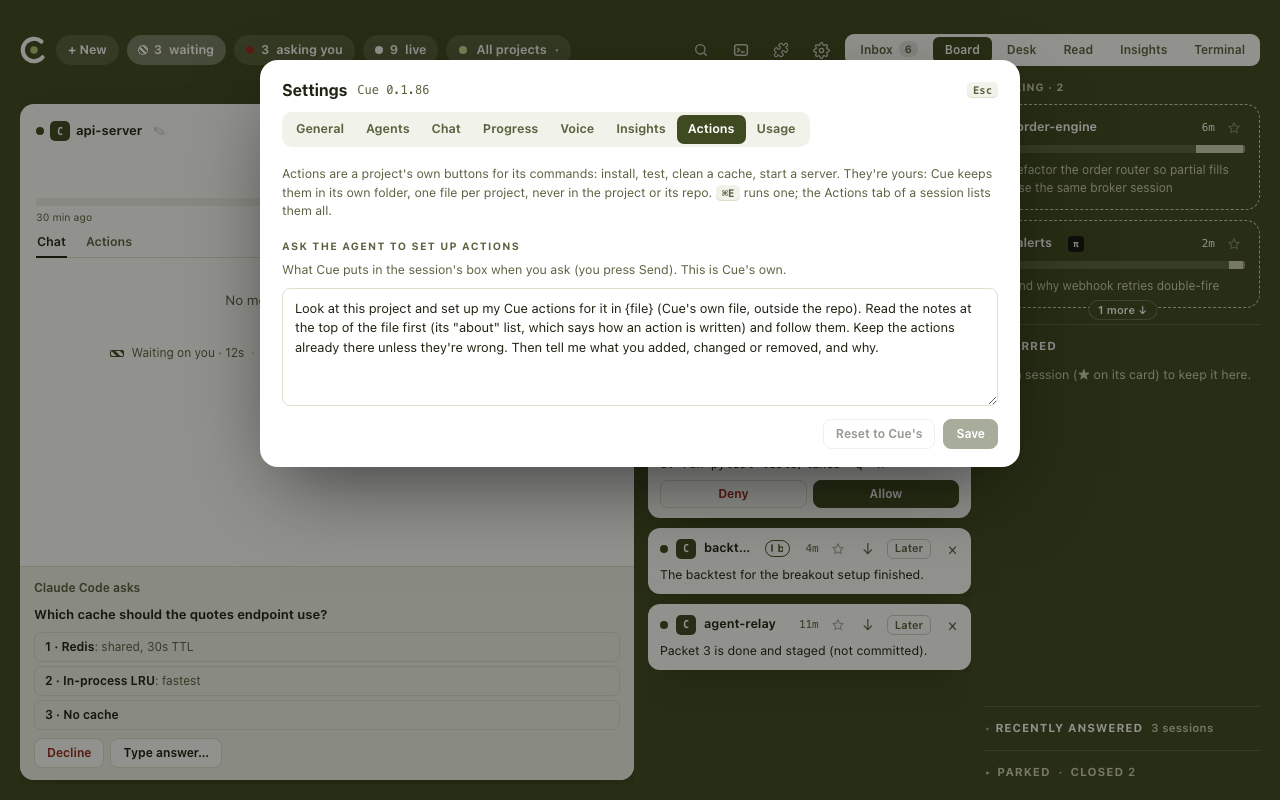 + New
3 waiting
3 asking you
9 live
All projects ·
Inbox 6
Board
Desk
Read
Insights
Terminal
Settings Cue 0.1.86
Esc
General
Agents
Chat
Progress
Voice
Insights
Actions
Usage
Actions are a project's own buttons for its commands: install, test, clean a cache, start a server. They're yours: Cue keeps
them in its own folder, one file per project, never in the project or its repo. ⌘E runs one; the Actions tab of a session lists
them all.
ASK THE AGENT TO SET UP ACTIONS
What Cue puts in the session's box when you ask (you press Send). This is Cue's own.
Look at this project and set up my Cue actions for it in {file} (Cue's own file, outside the repo). Read the notes at
the top of the file first (its "about" list, which says how an action is written) and follow them. Keep the actions
already there unless they're wrong. Then tell me what you added, changed or removed, and why.
Reset to Cue's
Save
C api-server
30 min ago
Chat
Actions
No
Waiting on you · 12s ·
Claude Code asks
Which cache should the quotes endpoint use?
1 · Redis: shared, 30s TTL
2 · In-process LRU: fastest
3 · No cache
Decline
Type answer...
Deny
Allow
C backt... 4m
Later
The backtest for the breakout setup finished.
C agent-relay 11m
Later
Packet 3 is done and staged (not committed).
ING · 2
order-engine 6m
efactor the order router so partial fills
se the same broker session
alerts π 2m
nd why webhook retries double-fire
1 more ↓
RRED
session (★ on its card) to keep it here.
RECENTLY ANSWERED 3 sessions
PARKED · CLOSED 2